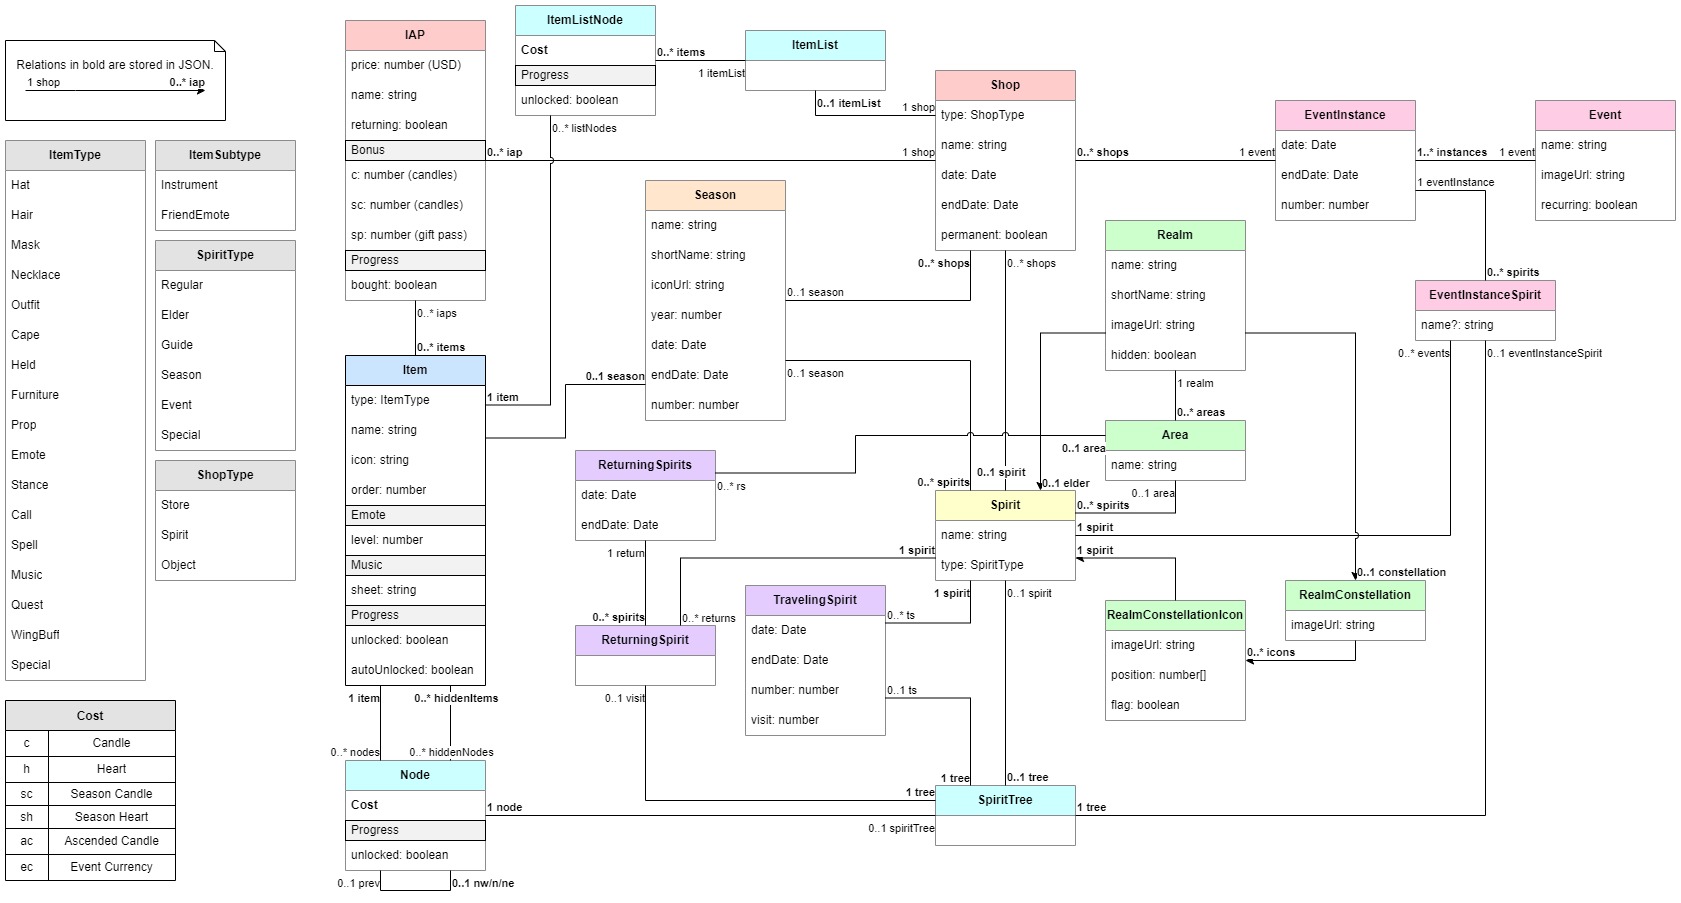 Relations in bold are stored in JSON.
1 shop
0..* iap
ItemType
Hat
Hair
Mask
Necklace
Outfit
Cape
Held
Furniture
Prop
Emote
Stance
Call
Spell
Music
Quest
WingBuff
Special
ItemSubtype
Instrument
FriendEmote
SpiritType
Regular
Elder
Guide
Season
Event
Special
ShopType
Store
Spirit
Object
Cost
c Candle
h Heart
sc Season Candle
sh Season Heart
ac Ascended Candle
ec Event Currency
IAP
price: number (USD)
name: string
returning: boolean
Bonus
c: number (candles)
sc: number (candles)
sp: number (gift pass)
Progress
bought: boolean
0..* iap
1 shop
0..* iaps
0..* items
Item
type: ItemType
name: string
icon: string
order: number
Emote
level: number
Music
sheet: string
Progress
unlocked: boolean
autoUnlocked: boolean
1 item
0..1 season
1 item
0..* hiddenItems
0..* nodes
0..* hiddenNodes
Node
Cost
Progress
unlocked: boolean
0..1 prev
0..1 nw/n/ne
1 node
0..1 spiritTree
ItemListNode
Cost
Progress
unlocked: boolean
0..* listNodes
0..* items
1 itemList
ItemList
0..1 itemList
1 shop
Season
name: string
shortName: string
iconUrl: string
year: number
date: Date
endDate: Date
number: number
0..1 season
0..1 season
Shop
type: ShopType
name: string
date: Date
endDate: Date
permanent: boolean
0..* shops
0..* shops
0..* shops
1 event
EventInstance
date: Date
endDate: Date
number: number
1..* instances
1 event
1 eventInstance
Event
name: string
imageUrl: string
recurring: boolean
0..* spirits
EventInstanceSpirit
name?: string
0..* events
0..1 eventInstanceSpirit
Realm
name: string
shortName: string
imageUrl: string
hidden: boolean
1 realm
0..* areas
Area
name: string
0..1 area
0..1 area
ReturningSpirits
date: Date
endDate: Date
0..* rs
1 return
0..* spirits
0..* returns
ReturningSpirit
0..1 visit
0..* spirits
0..1 spirit
0..1 elder
0..* spirits
Spirit
name: string
type: SpiritType
1 spirit
1 spirit
1 spirit
1 spirit
0..1 spirit
TravelingSpirit
date: Date
endDate: Date
number: number
visit: number
0..* ts
0..1 ts
RealmConstellationIcon
imageUrl: string
position: number[]
flag: boolean
0..1 constellation
RealmConstellation
imageUrl: string
0..* icons
1 tree
0..1 tree
1 tree
1 tree
SpiritTree